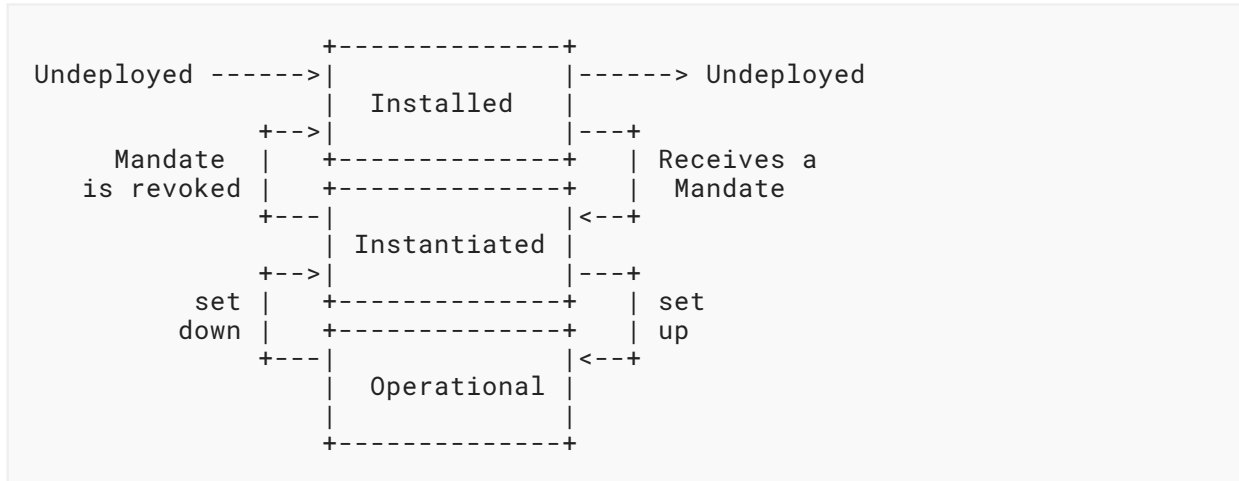 +--------------+
Undeployed ------>|              |------> Undeployed
                  |  Installed   |
              +-->|              |---+
     Mandate  |   +--------------+   | Receives a
   is revoked |   +--------------+   |  Mandate
              +---|              |<--+
                  | Instantiated |
              +-->|              |---+
          set |   +--------------+   | set
         down |   +--------------+   | up
              +---|              |<--+
                  |  Operational |
                  |              |
                  +--------------+